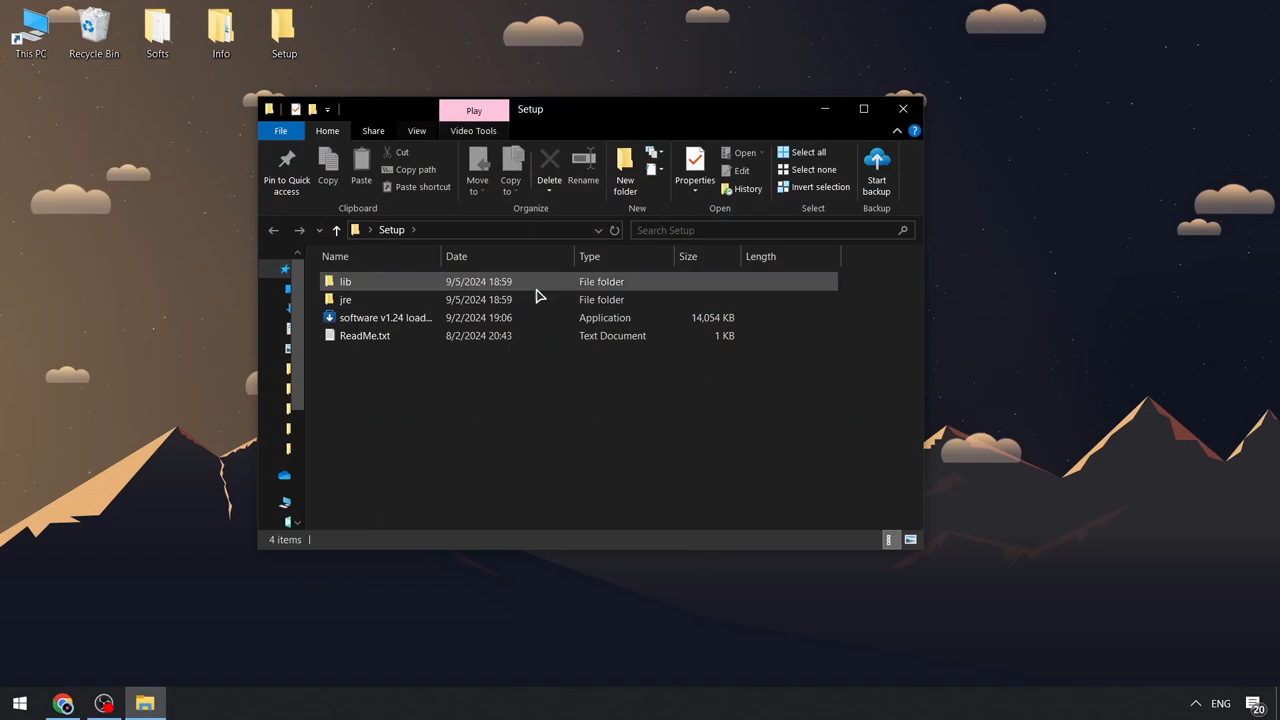 This PC
Recycle Bin
Softs
Info
Setup
Play
Setup
File
Home
Share
View
Video Tools
Pin to Quick
access
Copy
Paste
Cut
Copy path
Paste shortcut
Move
to
Copy
to
Delete
Rename
New
folder
Properties
Open
Edit
History
Select all
Select none
Invert selection
Start
backup
Clipboard
Organize
New
Open
Select
Backup
Setup
Search Setup
Name
Date
Type
Size
Length
lib
9/5/2024 18:59
File folder
jre
9/5/2024 18:59
File folder
software v1.24 load...
9/2/2024 19:06
Application
14,054 KB
ReadMe.txt
8/2/2024 20:43
Text Document
1 KB
4 items
ENG
20